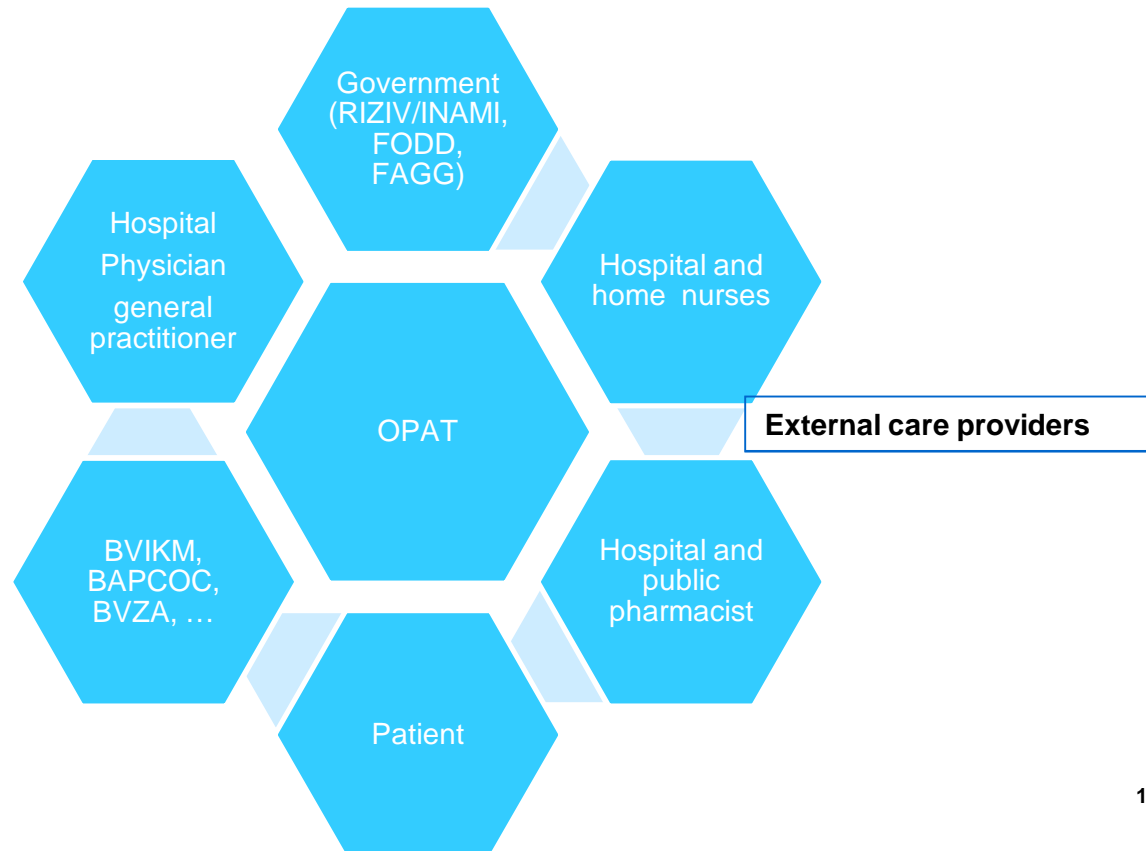 Government
(RIZIV/INAMI,
FODD,
FAGG)
Hospital
Physician
general
practitioner
Hospital and
home nurses
OPAT
External care providers
BVIKM,
BAPCOC,
BVZA, …
Hospital and
public
pharmacist
Patient
1